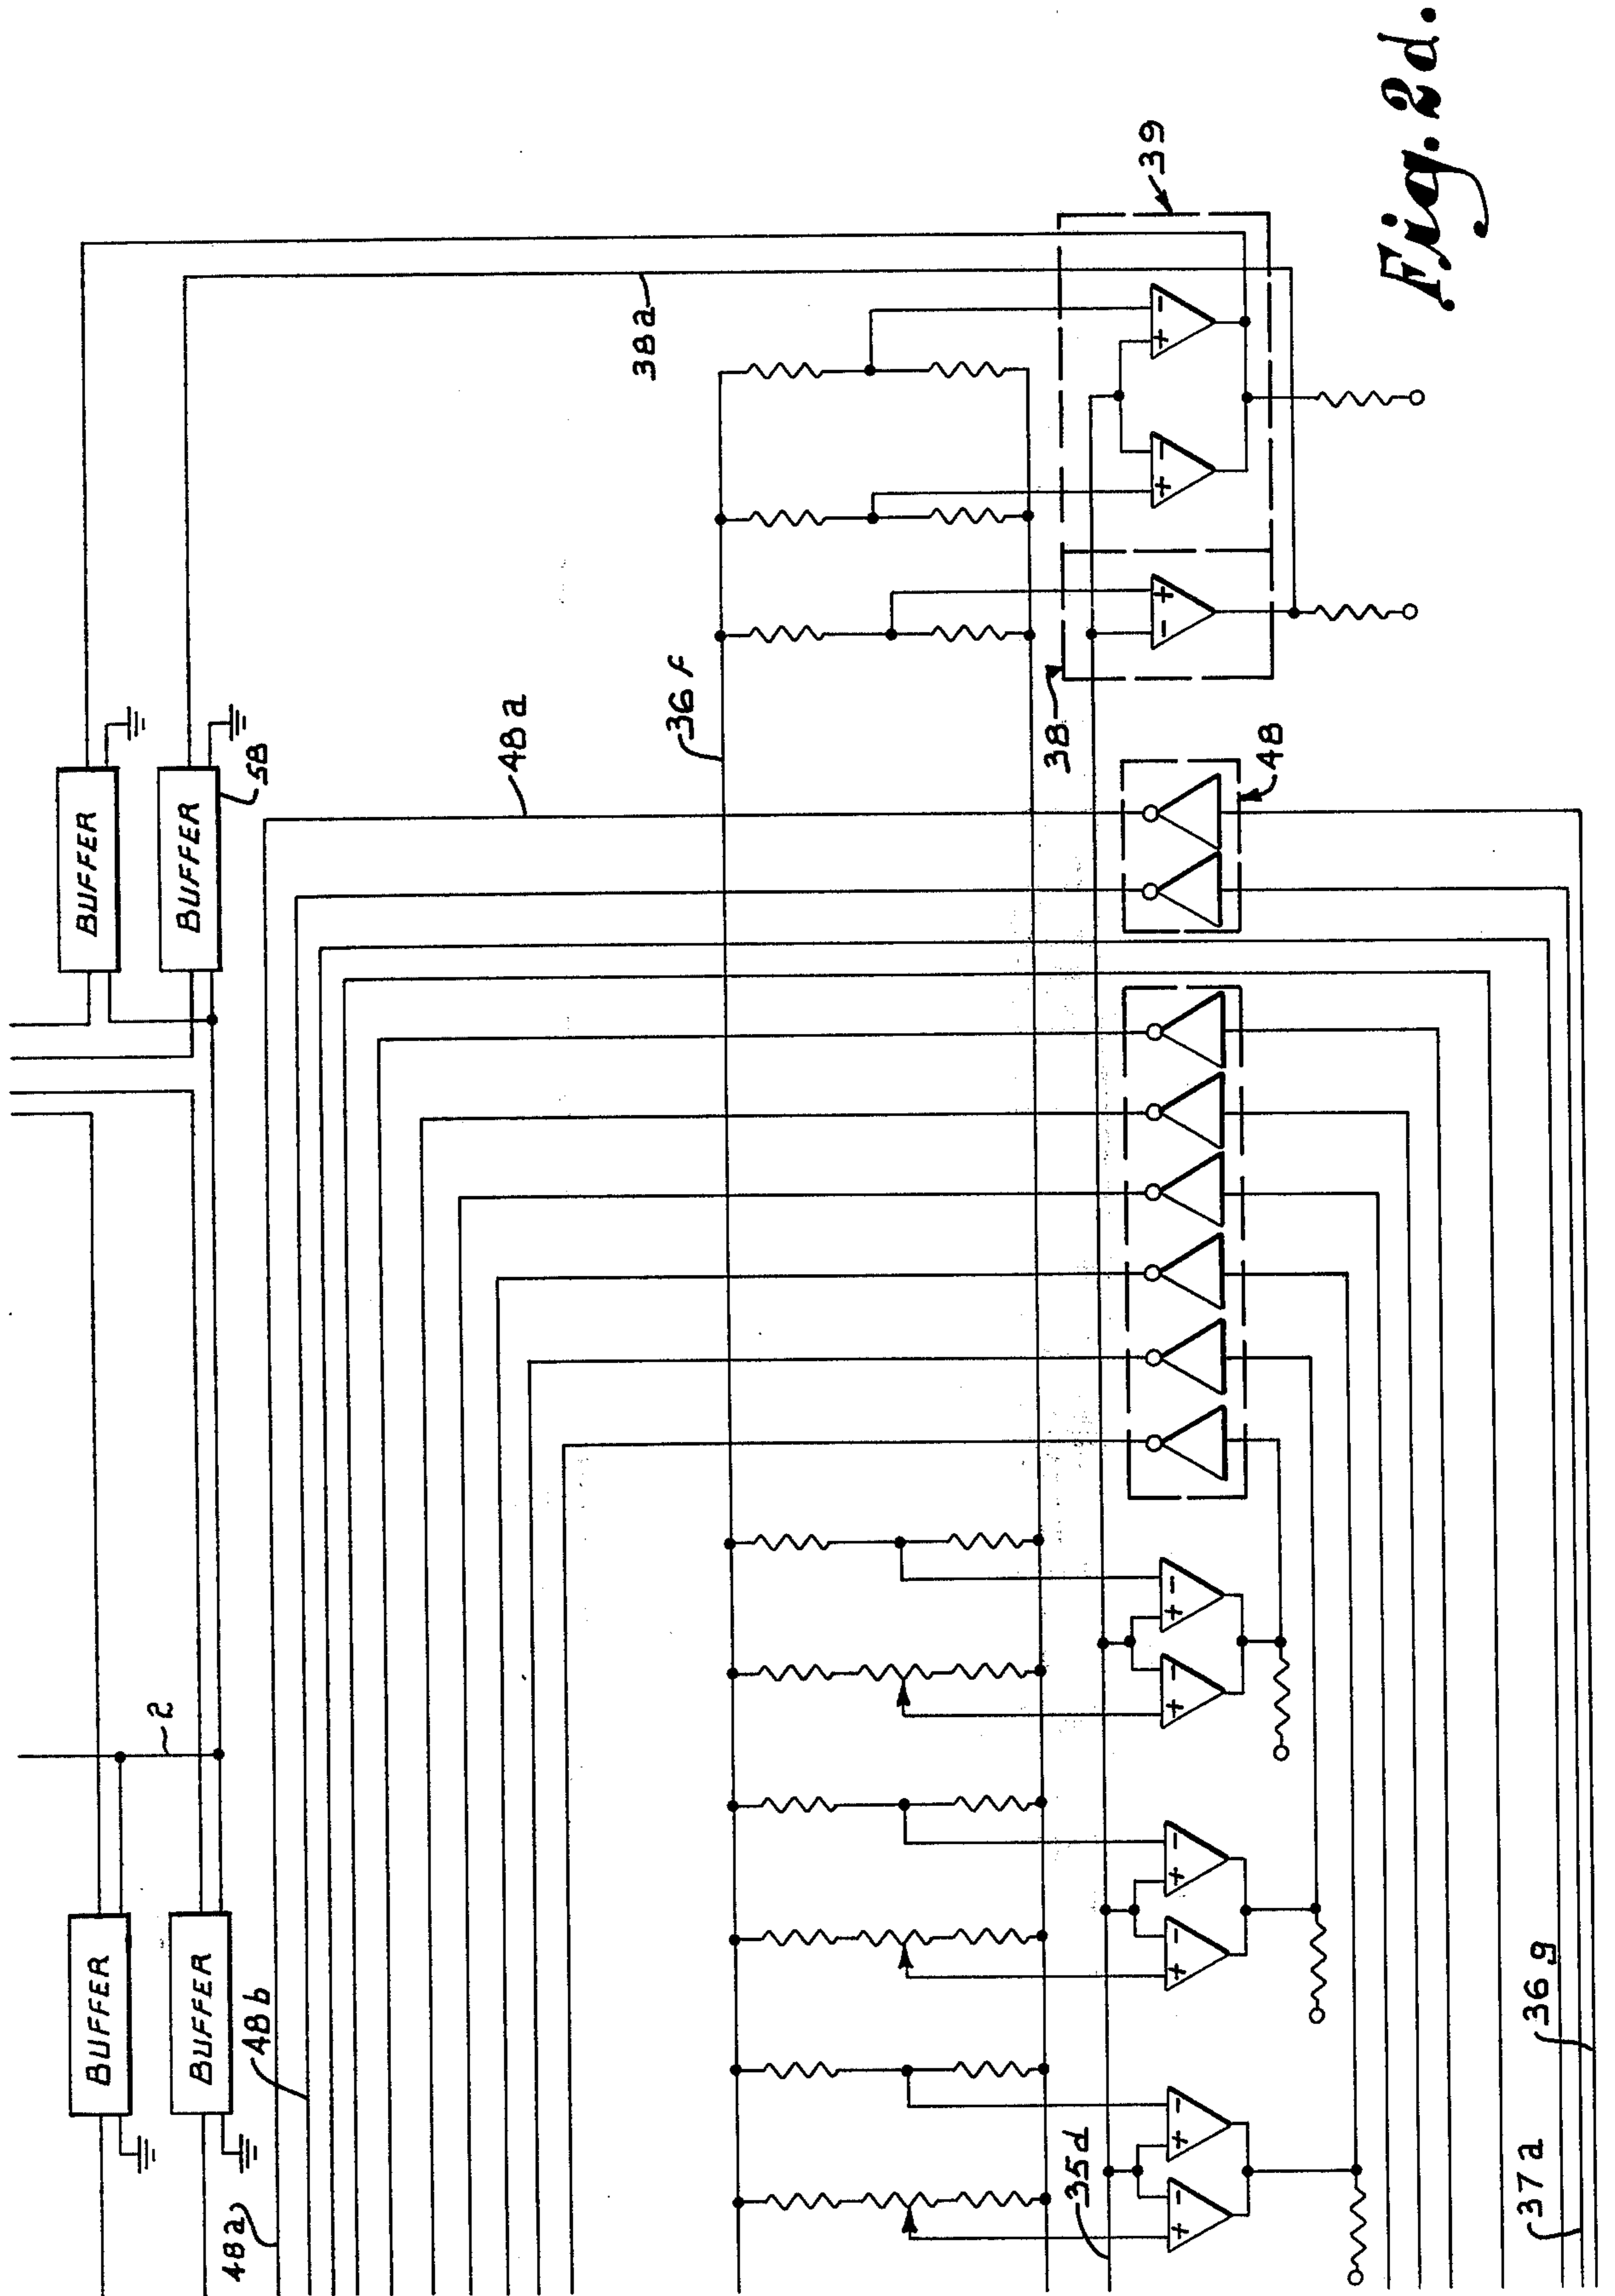 BUFFER
BUFFER
58
BUFFER
BUFFER
2
48a
48b
48a
36f
38a
38
39
48
35d
37a
36g
- +
+ -
- +
+ -
+ -
+ -
+ -
+ -
+ -
Fig. 2d.